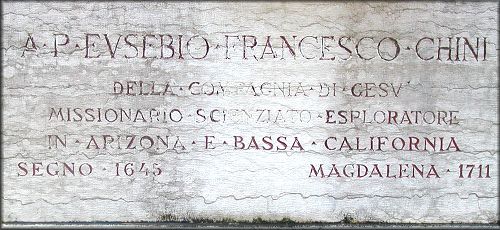 A·P·EVSEBIO·FRANCESCO·CHINI
DELLA·COMPAGNIA·DI·GESV'
MISSIONARIO·SCIENZIATO·ESPLORATORE
IN·ARIZONA·E·BASSA·CALIFORNIA
SEGNO·1645 MAGDALENA·1711